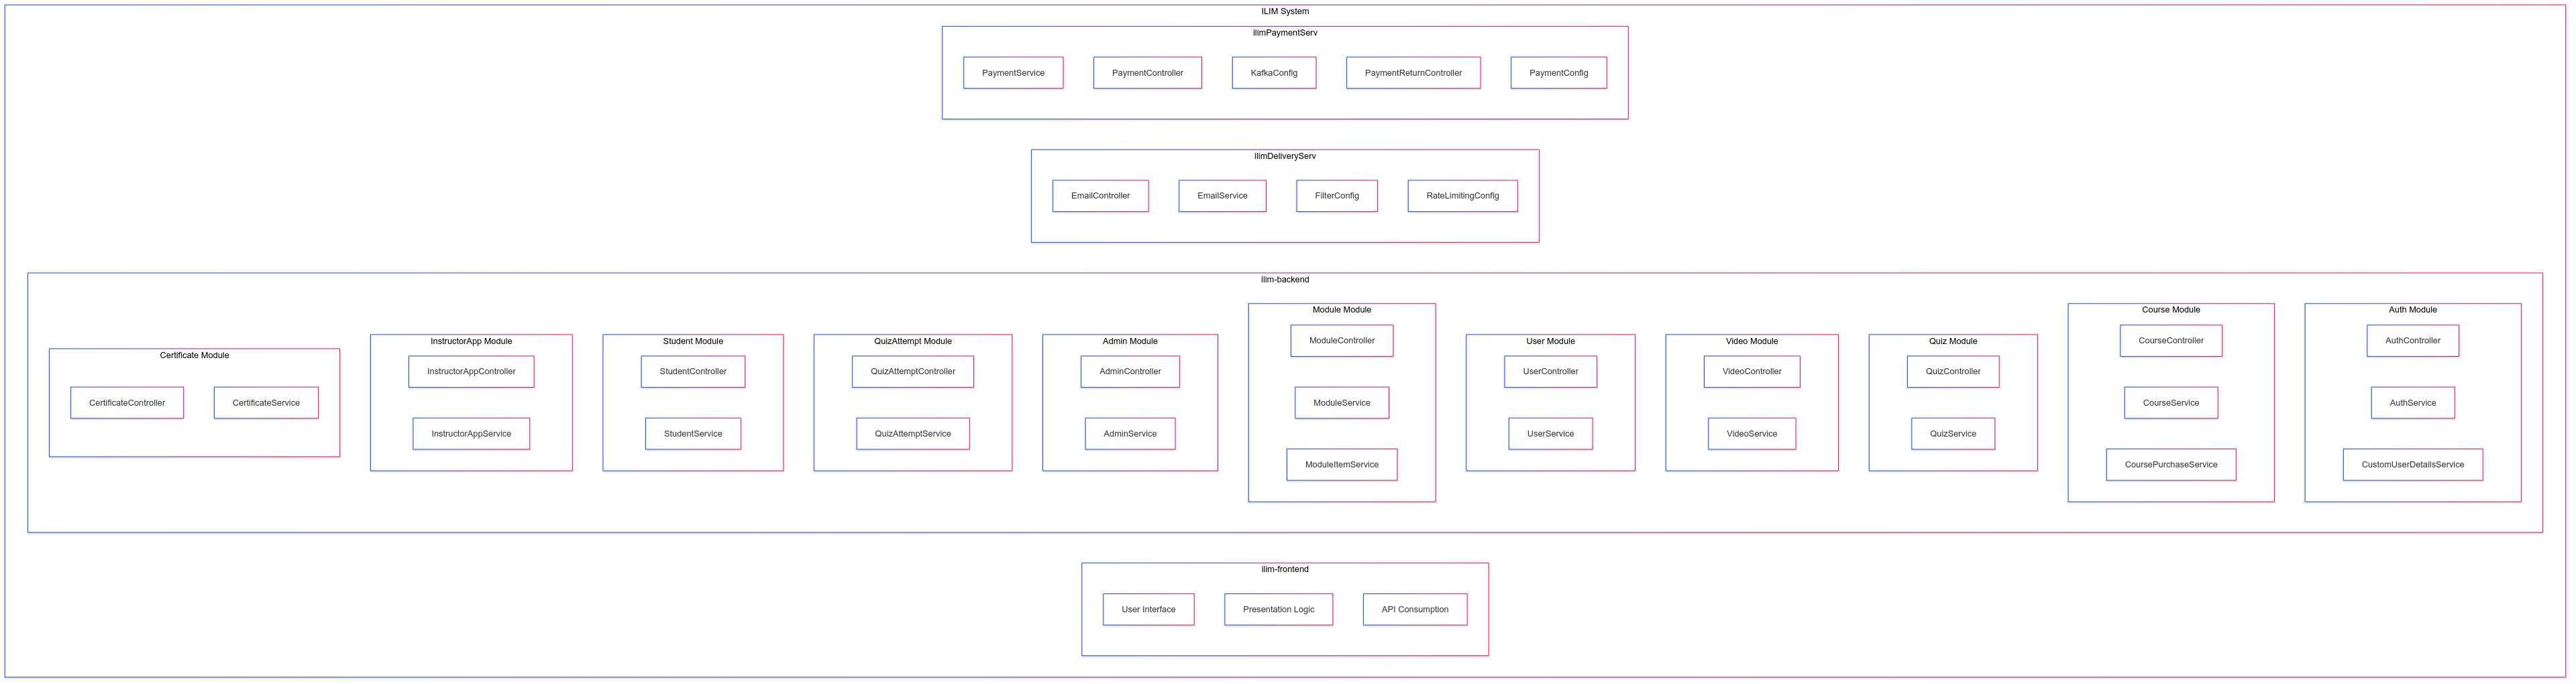 ILIM System
ilimPaymentServ
PaymentService
PaymentController
KafkaConfig
PaymentReturnController
PaymentConfig
ilimDeliveryServ
EmailController
EmailService
FilterConfig
RateLimitingConfig
ilim-backend
Certificate Module
CertificateController
CertificateService
InstructorApp Module
InstructorAppController
InstructorAppService
Student Module
StudentController
StudentService
QuizAttempt Module
QuizAttemptController
QuizAttemptService
Admin Module
AdminController
AdminService
Module Module
ModuleController
ModuleService
ModuleItemService
User Module
UserController
UserService
Video Module
VideoController
VideoService
Quiz Module
QuizController
QuizService
Course Module
CourseController
CourseService
CoursePurchaseService
Auth Module
AuthController
AuthService
CustomUserDetailsService
ilim-frontend
User Interface
Presentation Logic
API Consumption